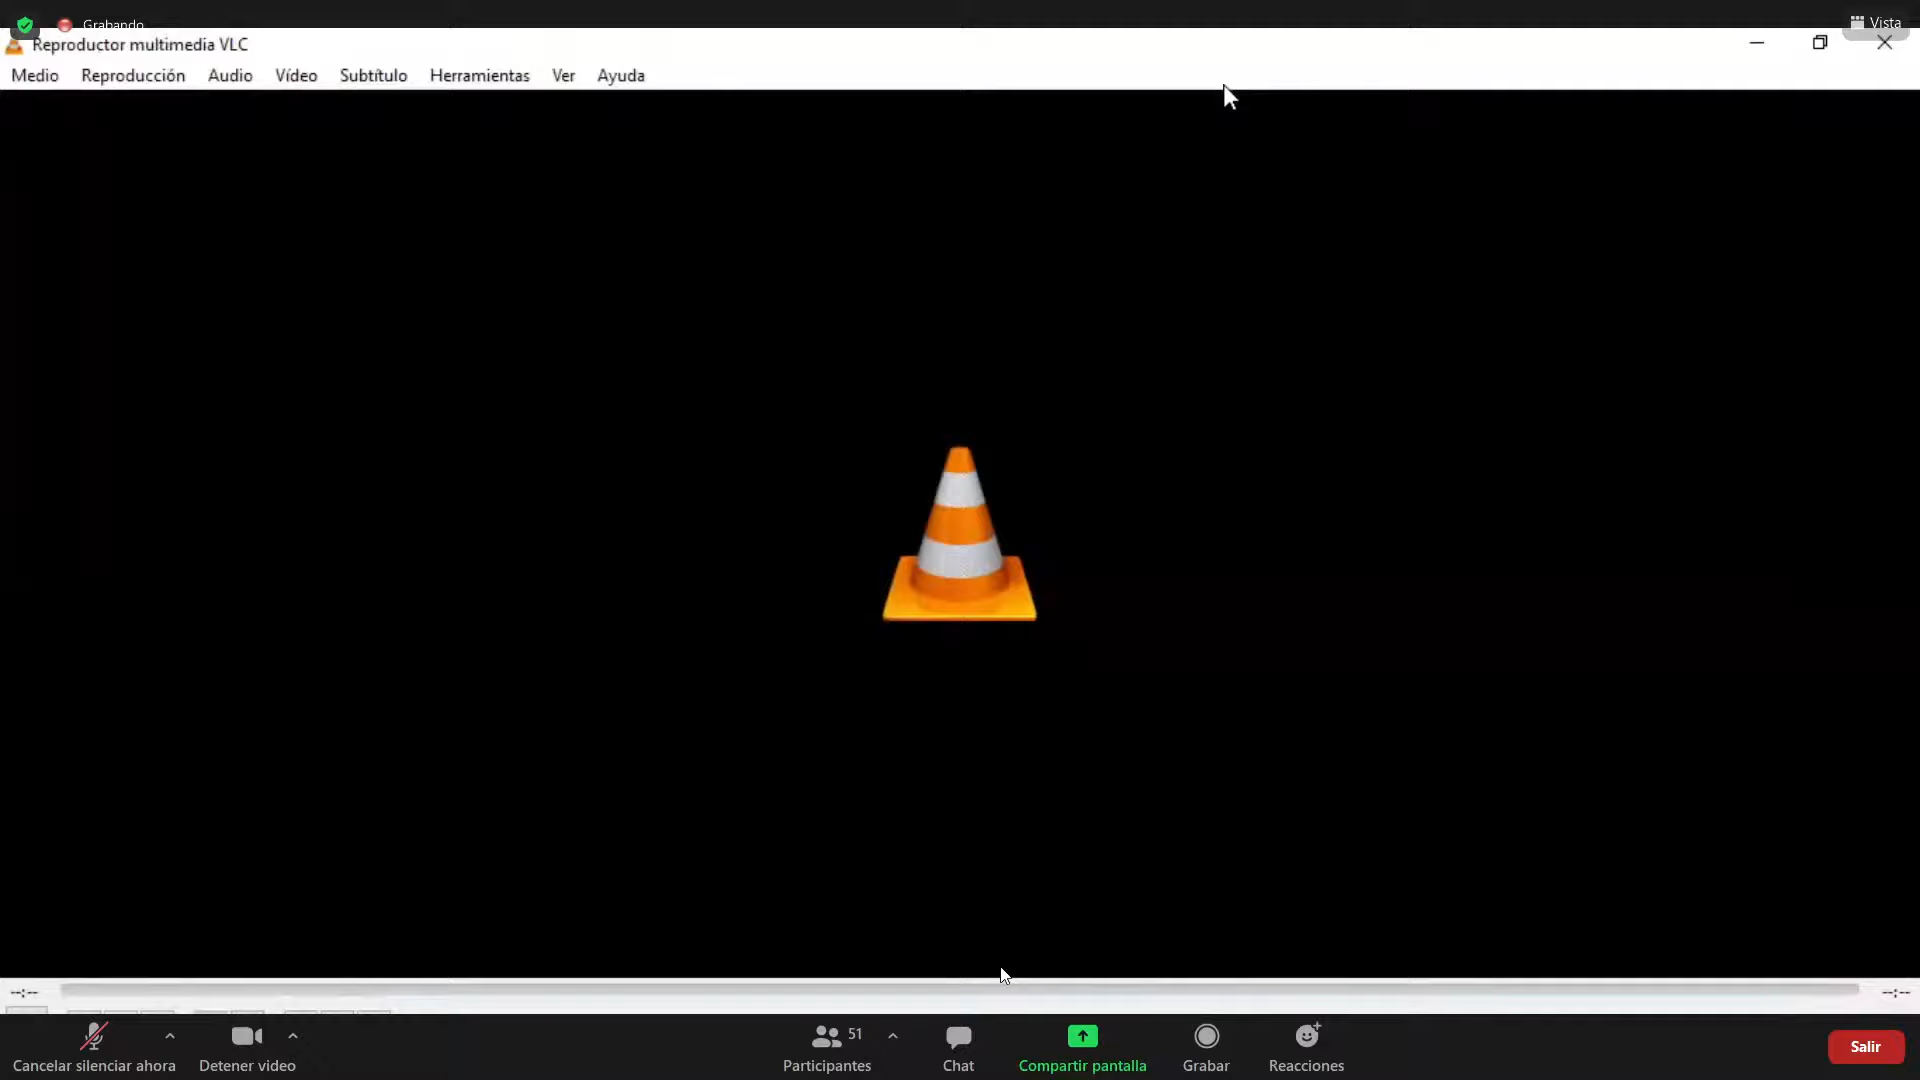 Grabando
Vista
Reproductor multimedia VLC
Medio Reproducción Audio Vídeo Subtítulo Herramientas Ver Ayuda
--:-- --:--
51
Cancelar silenciar ahora Detener video Participantes Chat Compartir pantalla Grabar Reacciones
Salir